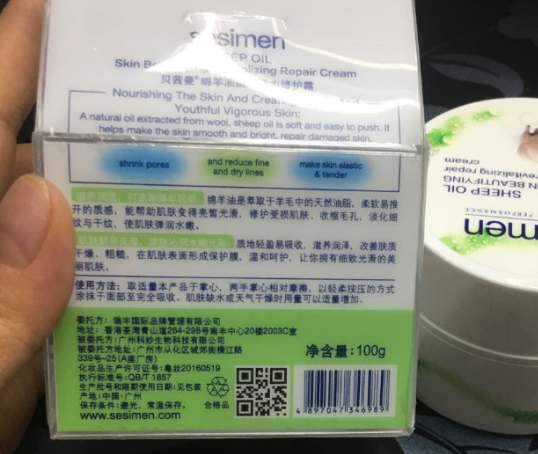 sesimen
SHEEP OIL
Repair Cream
贝茜曼® 绵羊油
Nourishing The Skin And
Youthful Vigorous Skin:
A natural oil extracted from wool, sheep oil is soft and easy to push. It
helps make the skin smooth and bright, repair damaged skin.
shrink pores
and reduce fine
and dry lines
make skin elastic
& tender
绵羊油是萃取于羊毛中的天然油脂，柔软易推
开的质感，能帮助肌肤变得亮皙光滑，修护受损肌肤、收缩毛孔、淡化细
纹与干纹，使肌肤弹润水嫩。
质地轻盈易吸收，滋养润泽，改善肤质
干燥、粗糙，在肌肤表面形成保护膜，温和呵护，让你拥有细致光滑的美
丽肌肤。
使用方法：取适量本产品于掌心，两手掌心相对摩擦，以轻柔按压的方式
涂抹于面部至完全吸收。肌肤缺水或天气干燥时用量可适量增加。
委托方：瑞丰国际品牌管理有限公司
地址：香港荃湾青山道264-298号南丰中心20楼2003C室
被委托方：广州科妙生物科技有限公司
被委托方地址：广州市从化区城郊街横江路
339号-25(A座厂房)
化妆品生产许可证号：粤妆20160519
执行标准号：QB/T 1857
生产批号和限期使用日期：见包装
产地：中国·广州
保存条件：避光、常温保存。
合格品
www.sesimen.com
净含量：100g
4897047346989
men
PERFORMANCE
SHEEP OIL
N BEAUTIFYING
revitalizing repair
cream